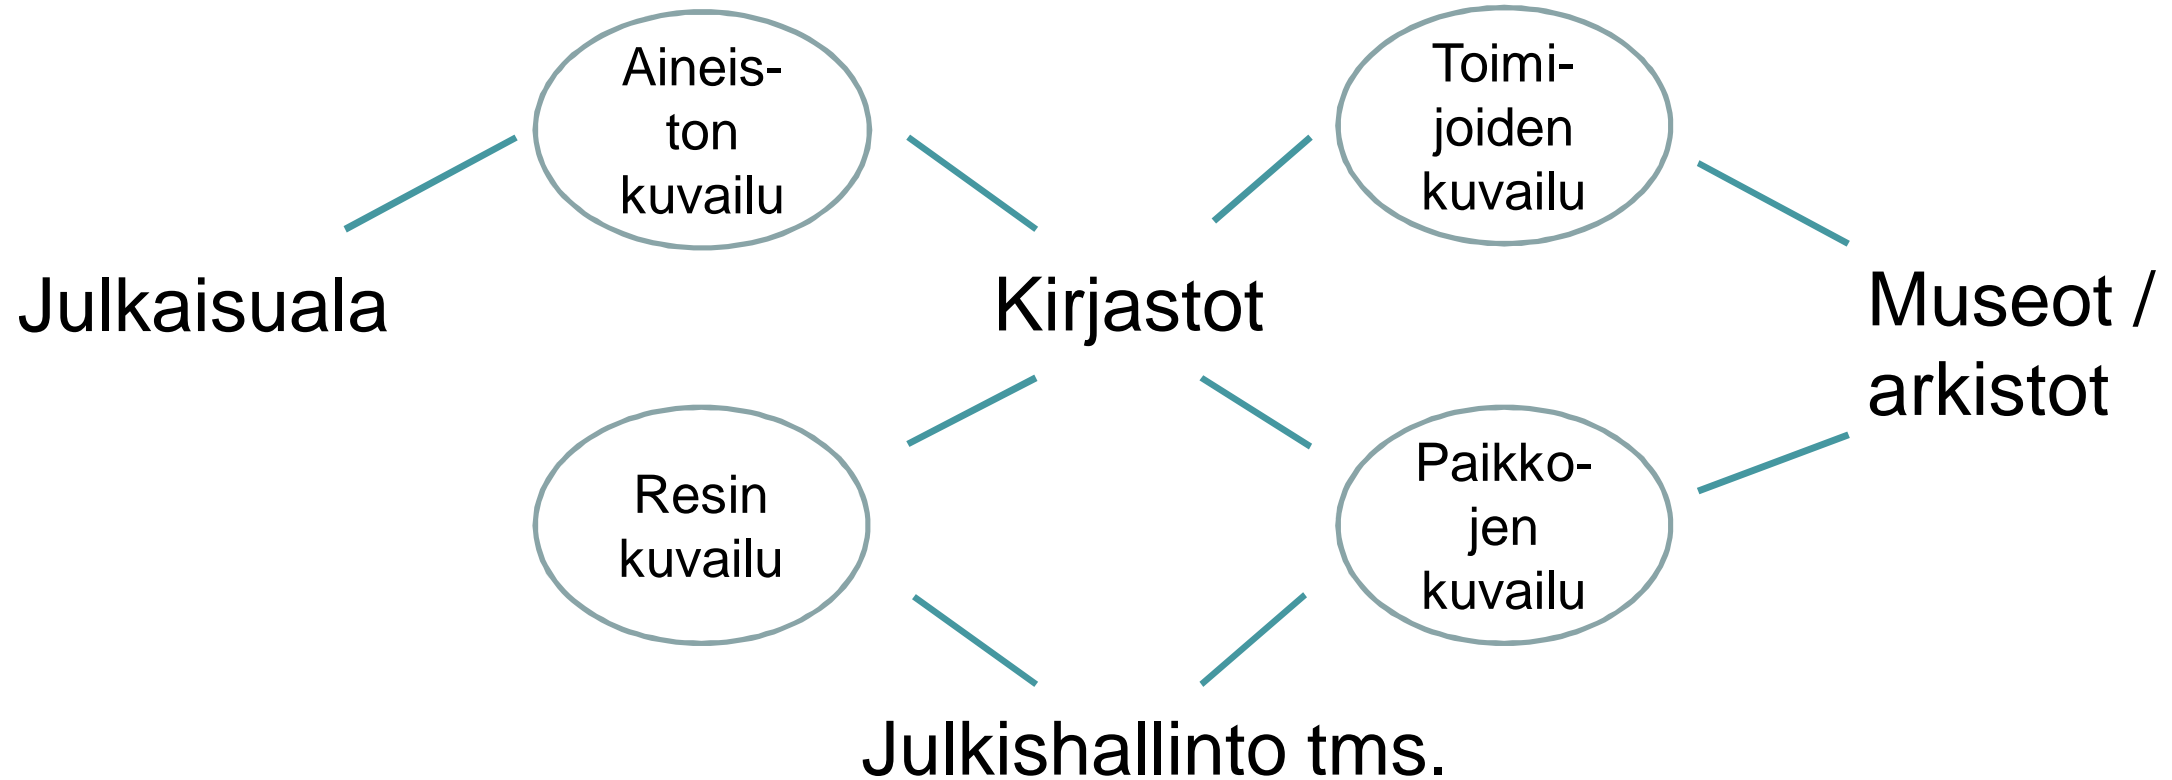 Aineis-
ton
kuvailu
Toimi-
joiden
kuvailu
Julkaisuala
Kirjastot
Museot /
arkistot
Resin
kuvailu
Paikko-
jen
kuvailu
Julkishallinto tms.